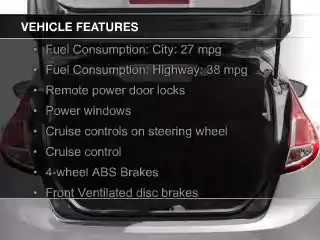 VEHICLE FEATURES
• Fuel Consumption: City: 27 mpg
• Fuel Consumption: Highway: 38 mpg
• Remote power door locks
• Power windows
• Cruise controls on steering wheel
• Cruise control
• 4-wheel ABS Brakes
• Front Ventilated disc brakes